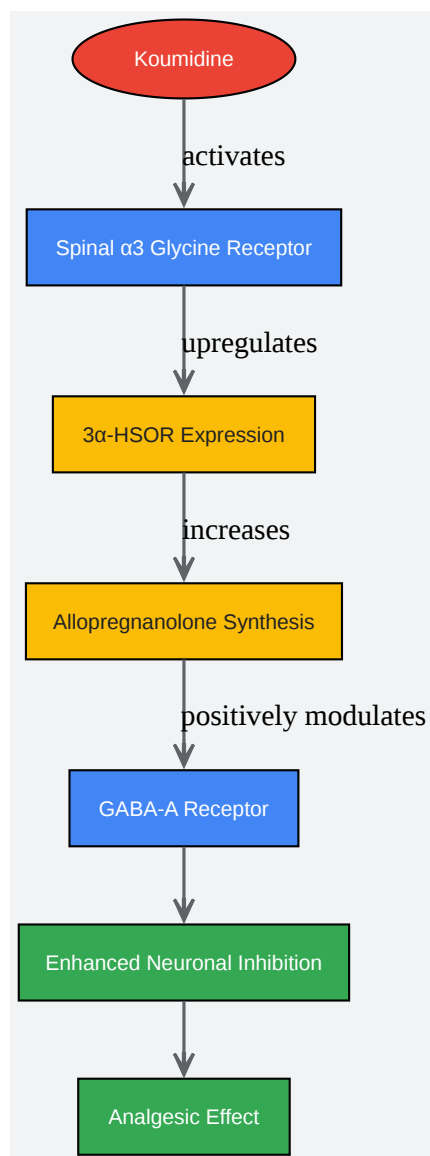 Koumidine
activates
Spinal α3 Glycine Receptor
upregulates
3α-HSOR Expression
increases
Allopregnanolone Synthesis
positively modulates
GABA-A Receptor
Enhanced Neuronal Inhibition
Analgesic Effect